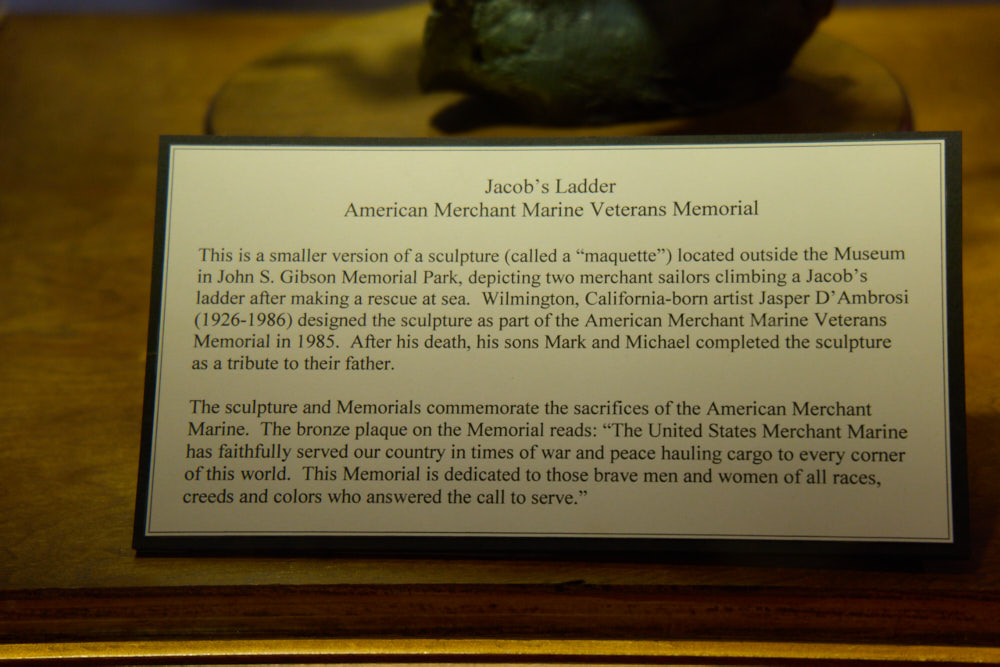 Jacob's Ladder
American Merchant Marine Veterans Memorial
This is a smaller version of a sculpture (called a “maquette”) located outside the Museum
in John S. Gibson Memorial Park, depicting two merchant sailors climbing a Jacob's
ladder after making a rescue at sea.  Wilmington, California-born artist Jasper D'Ambrosi
(1926-1986) designed the sculpture as part of the American Merchant Marine Veterans
Memorial in 1985.  After his death, his sons Mark and Michael completed the sculpture
as a tribute to their father.
The sculpture and Memorials commemorate the sacrifices of the American Merchant
Marine.  The bronze plaque on the Memorial reads: “The United States Merchant Marine
has faithfully served our country in times of war and peace hauling cargo to every corner
of this world.  This Memorial is dedicated to those brave men and women of all races,
creeds and colors who answered the call to serve.”